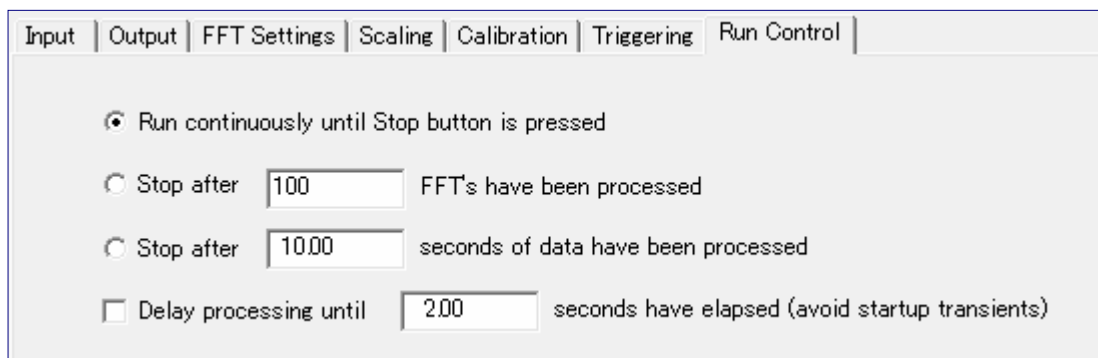 Input Output FFT Settings Scaling Calibration Triggering Run Control
Run continuously until Stop button is pressed
Stop after 100 FFT's have been processed
Stop after 10.00 seconds of data have been processed
Delay processing until 2.00 seconds have elapsed (avoid startup transients)